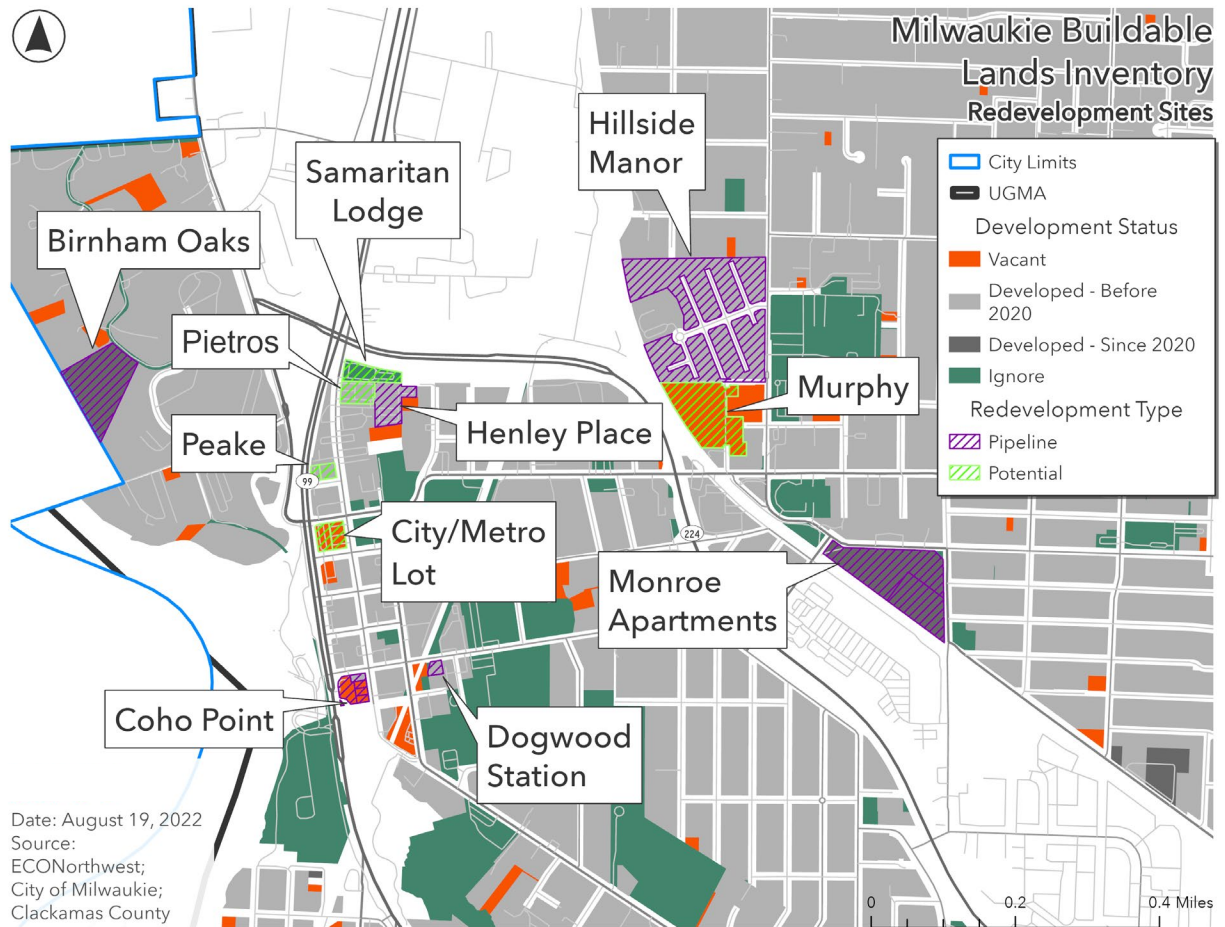 Milwaukie Buildable
Lands Inventory
Redevelopment Sites
City Limits
UGMA
Development Status
Vacant
Developed - Before
2020
Developed - Since 2020
Ignore
Redevelopment Type
Pipeline
Potential
Hillside
Manor
Samaritan
Lodge
Birnham Oaks
Pietros
Murphy
Henley Place
Peake
99
City/Metro
Lot
224
Monroe
Apartments
Coho Point
Dogwood
Station
Date: August 19, 2022
Source:
ECONorthwest;
City of Milwaukie;
Clackamas County
0 0.2 0.4 Miles